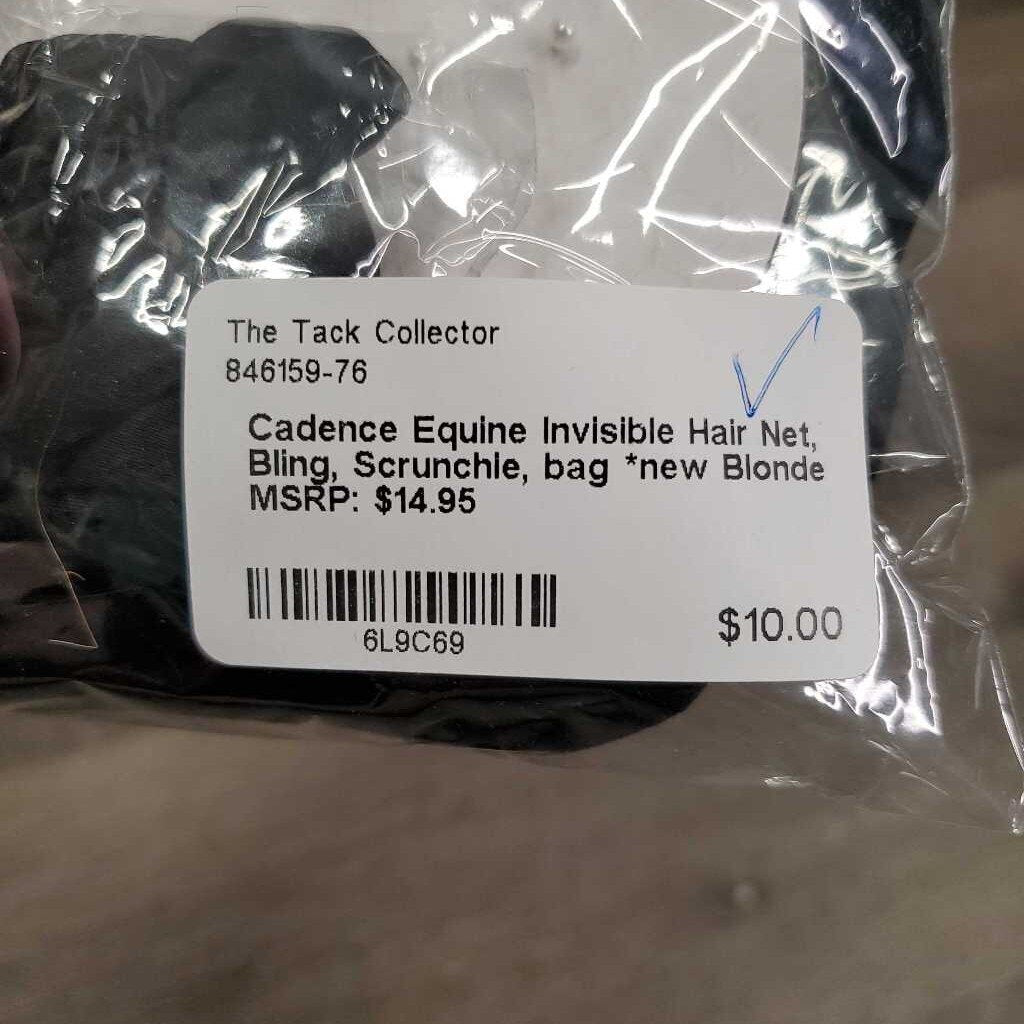 The Tack Collector
846159-76
Cadence Equine Invisible Hair Net,
Bling, Scrunchie, bag *new Blonde
MSRP: $14.95
6L9C69
$10.00